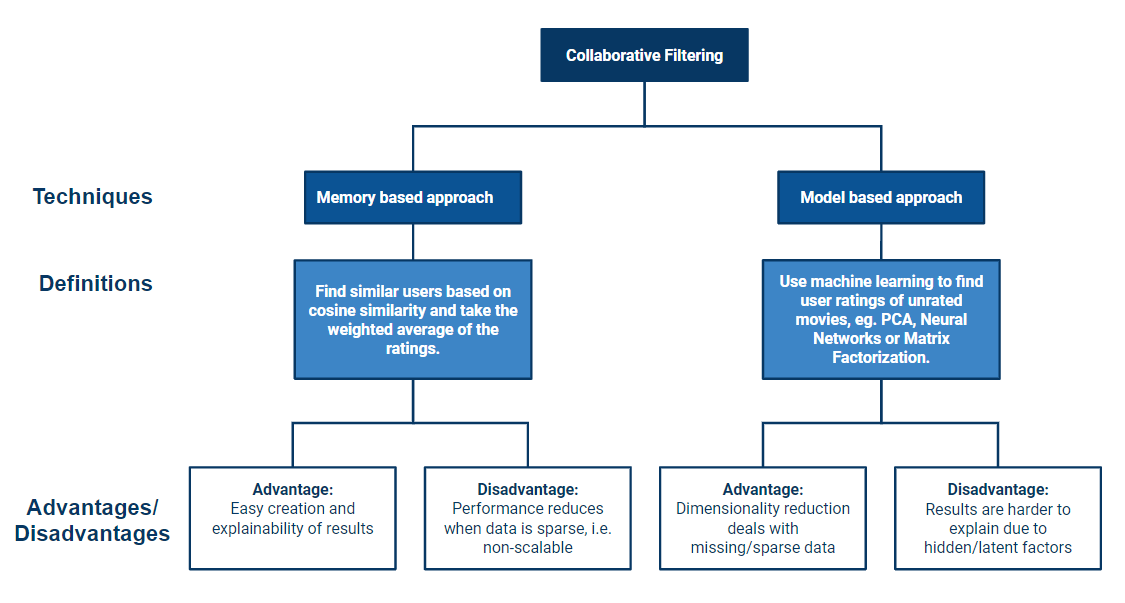 Collaborative Filtering
Techniques
Memory based approach
Model based approach
Definitions
Find similar users based on
cosine similarity and take the
weighted average of the
ratings.
Use machine learning to find
user ratings of unrated
movies, eg. PCA, Neural
Networks or Matrix
Factorization.
Advantages/
Disadvantages
Advantage:
Easy creation and
explainability of results
Disadvantage:
Performance reduces
when data is sparse, i.e.
non-scalable
Advantage:
Dimensionality reduction
deals with
missing/sparse data
Disadvantage:
Results are harder to
explain due to
hidden/latent factors